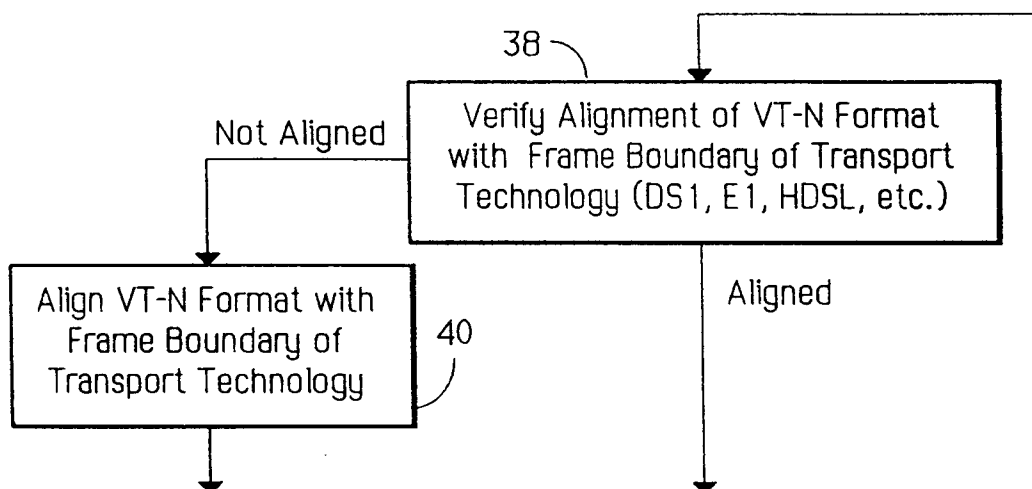 38
Verify Alignment of VT-N Format
with Frame Boundary of Transport
Technology (DS1, E1, HDSL, etc.)
Not Aligned
Aligned
Align VT-N Format with
Frame Boundary of
Transport Technology
40